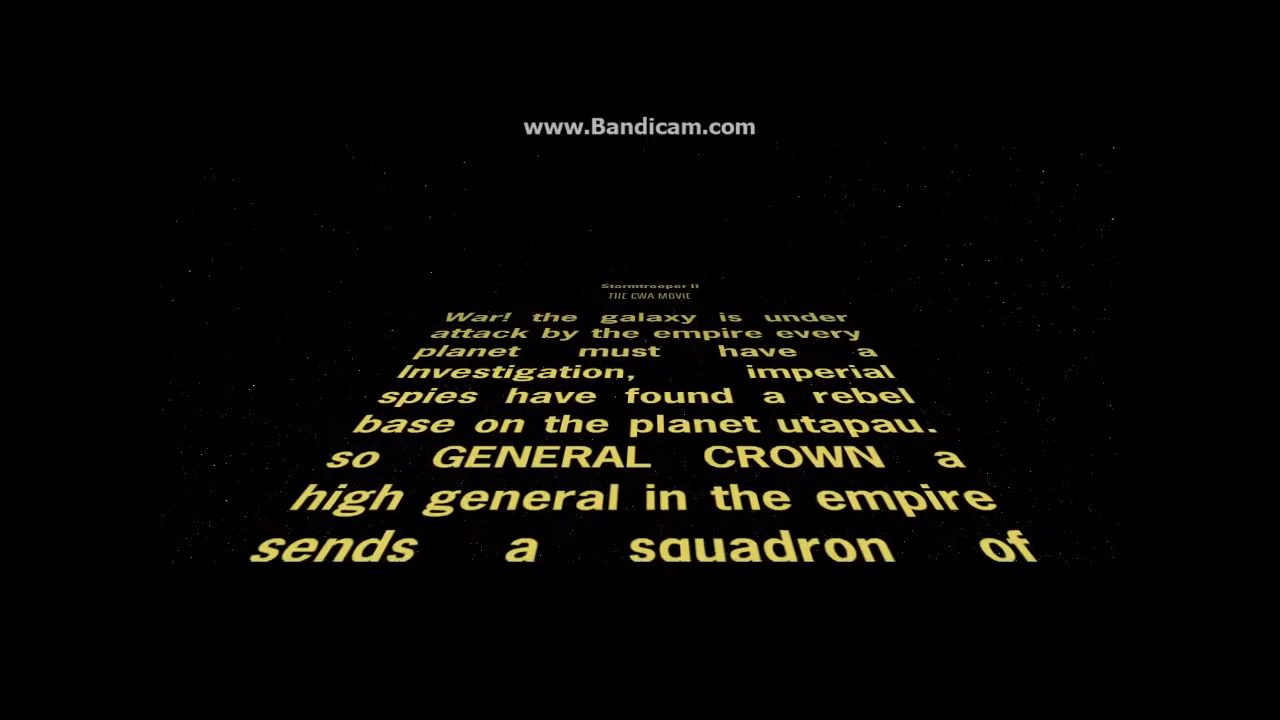 www.Bandicam.com
Stormtrooper II
THE CWA MOVIE
War! the galaxy is under
attack by the empire every
planet must have a
Investigation, imperial
spies have found a rebel
base on the planet utapau.
so GENERAL CROWN a
high general in the empire
sends a squadron of